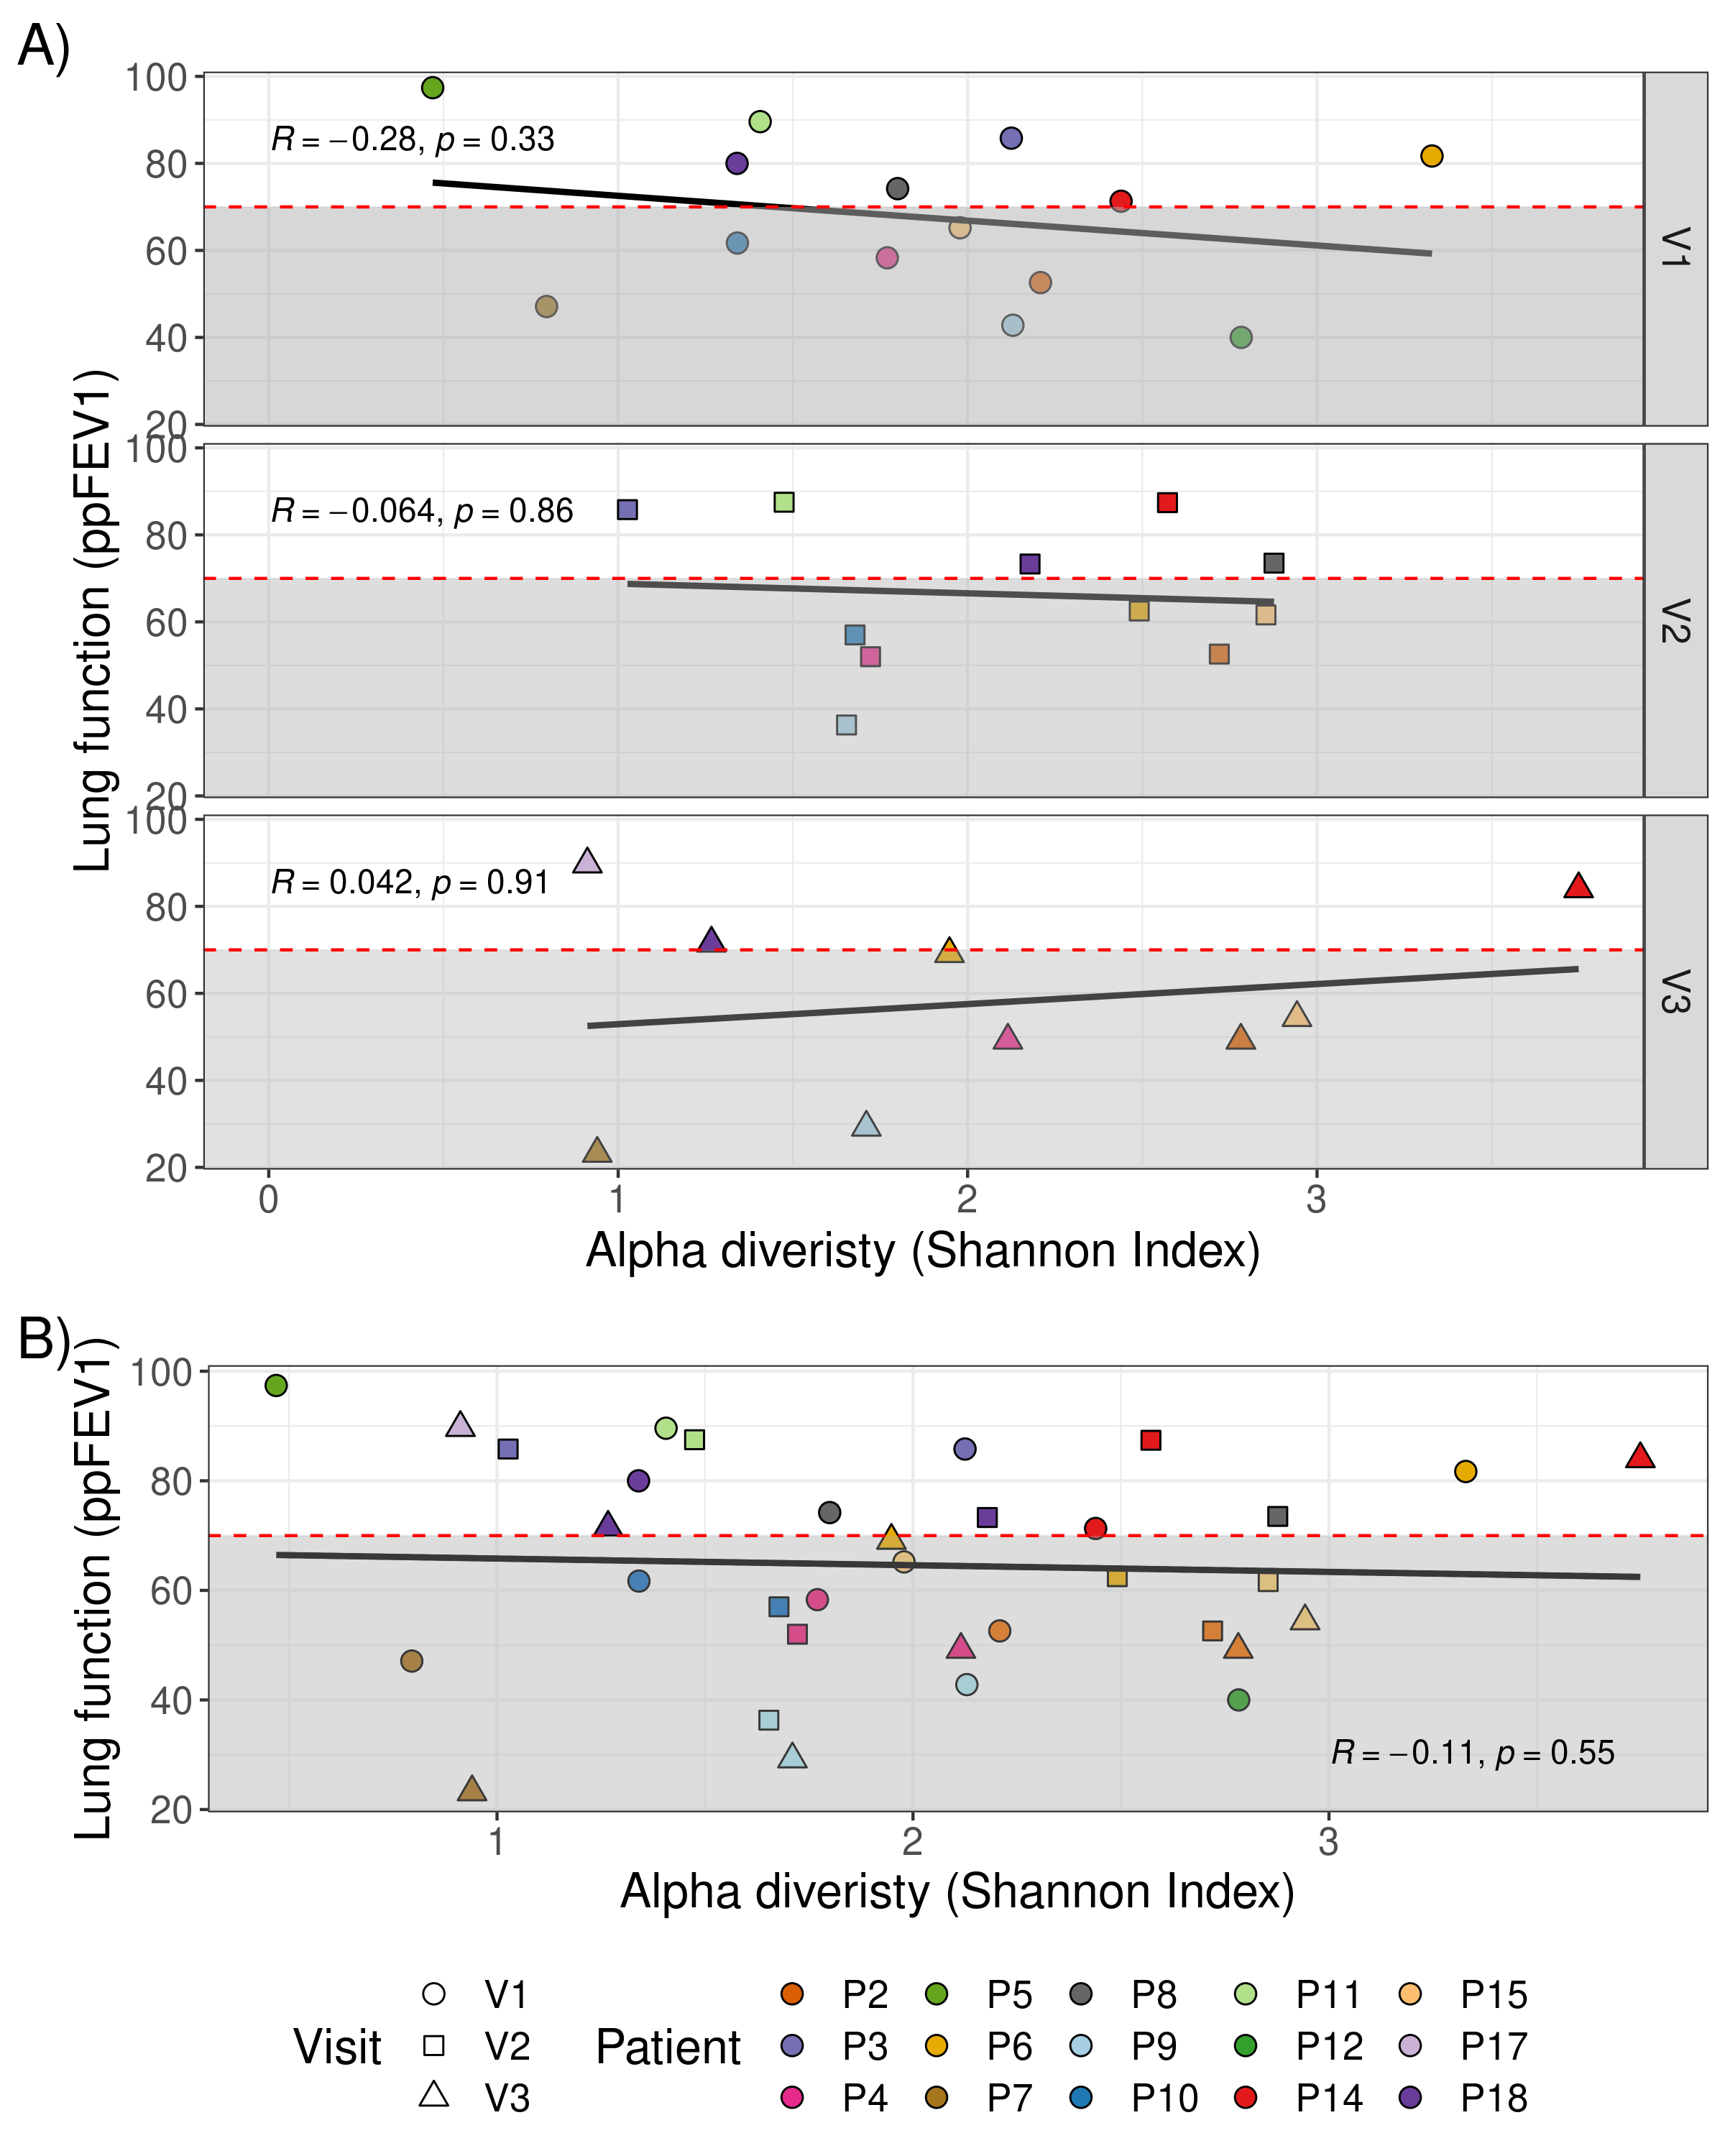 A)
100
80
60
40
20
R = −0.28, p = 0.33
V1
100
80
60
40
20
R = −0.064, p = 0.86
V2
100
80
60
40
20
R = 0.042, p = 0.91
V3
Lung function (ppFEV1)
0 1 2 3
Alpha diveristy (Shannon Index)
B)
100
80
60
40
20
Lung function (ppFEV1)
R = −0.11, p = 0.55
1 2 3
Alpha diveristy (Shannon Index)
V1 P2 P5 P8 P11 P15
Visit V2 Patient P3 P6 P9 P12 P17
V3 P4 P7 P10 P14 P18